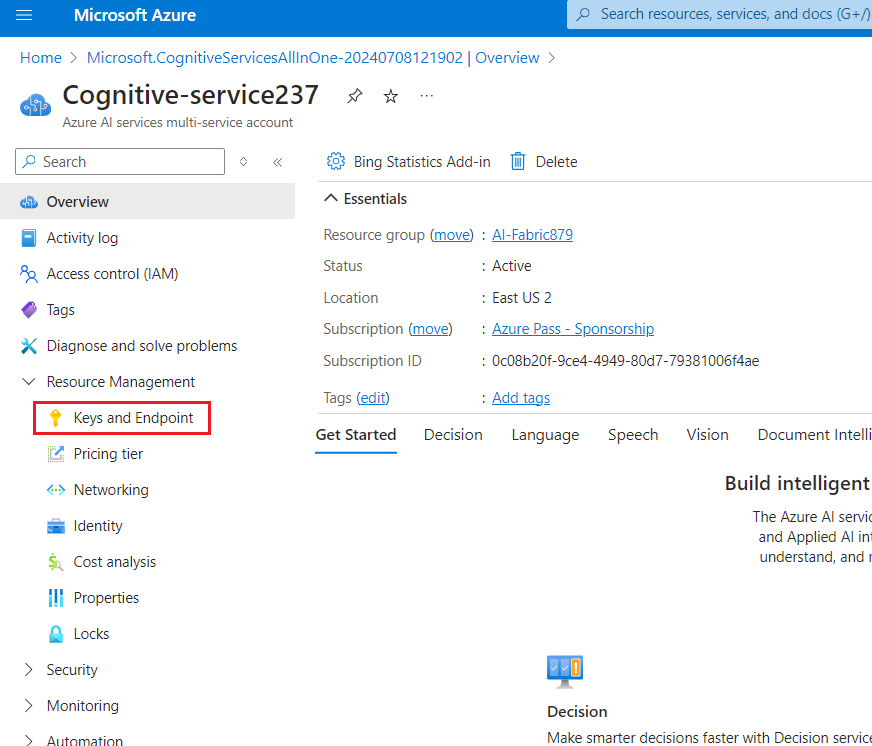 Microsoft Azure
Search resources, services, and docs (G+/)
Home > Microsoft.CognitiveServicesAllInOne-20240708121902 | Overview >
Cognitive-service237
Azure AI services multi-service account
Search
Bing Statistics Add-in
Delete
Overview
Activity log
Access control (IAM)
Tags
Diagnose and solve problems
Resource Management
Keys and Endpoint
Pricing tier
Networking
Identity
Cost analysis
Properties
Locks
Security
Monitoring
Automation
Essentials
Resource group (move) : AI-Fabric879
Status : Active
Location : East US 2
Subscription (move) : Azure Pass - Sponsorship
Subscription ID : 0c08b20f-9ce4-4949-80d7-79381006f4ae
Tags (edit) : Add tags
Get Started Decision Language Speech Vision Document Intelli
Build intelligent
The Azure AI servic
and Applied AI int
understand, and r
Decision
Make smarter decisions faster with Decision service